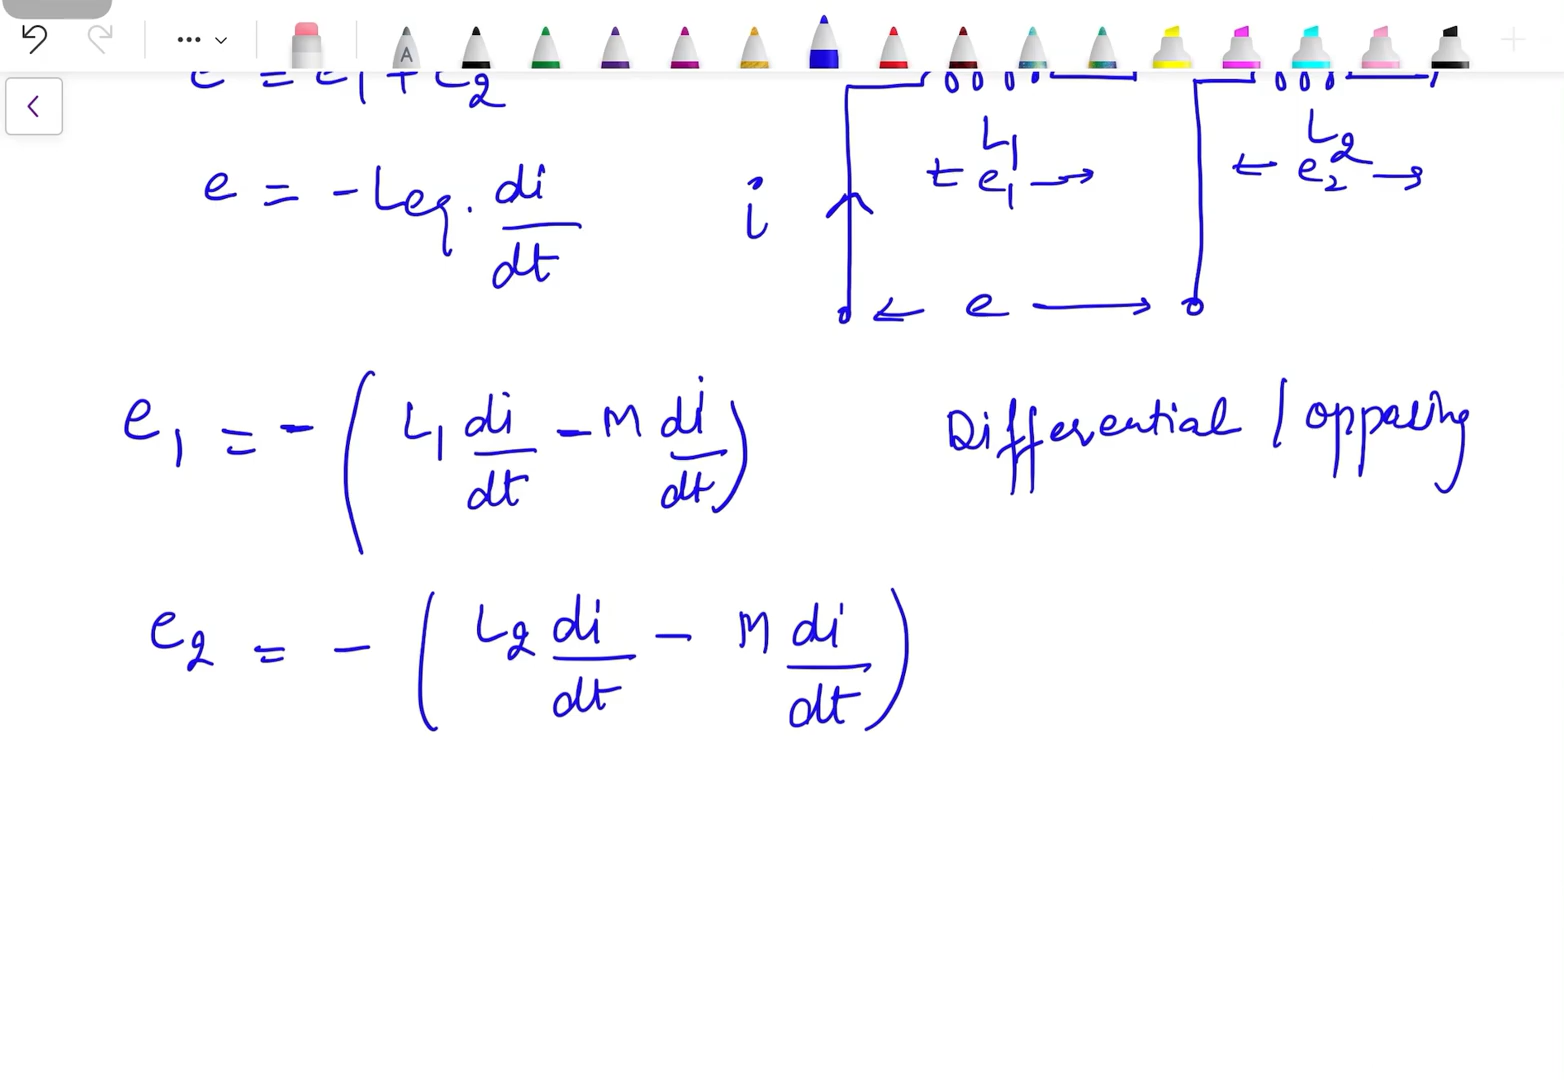 e = e₁ + e₂
L₁
L₂
e = -Leq. di/dt
i
e₁
e₂
e
e₁ = - ( L₁ di/dt - M di/dt )
Differential / opposing
e₂ = - ( L₂ di/dt - M di/dt )